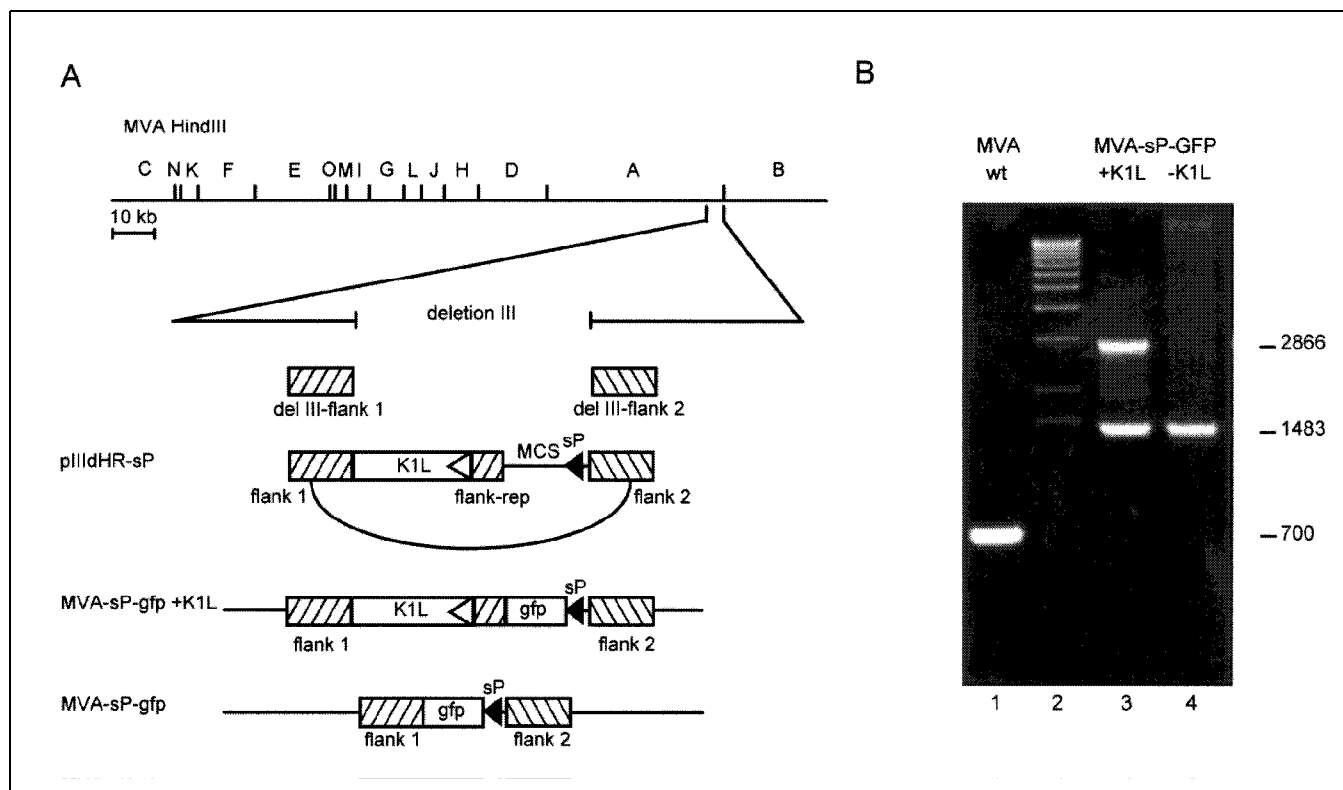 A
MVA HindIII
C N K F E O M I G L J H D A B
10 kb
deletion III
del III-flank 1 del III-flank 2
pIIIdHR-sP
K1L MCS sP
flank 1 flank-rep flank 2
MVA-sP-gfp +K1L
K1L gfp sP
flank 1 flank 2
MVA-sP-gfp
gfp sP
flank 1 flank 2
B
MVA MVA-sP-GFP
wt +K1L -K1L
2866
1483
700
1 2 3 4